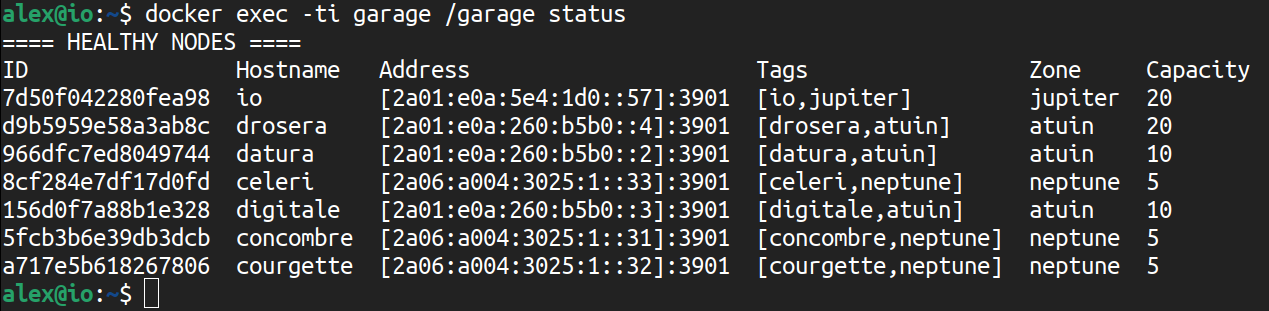 alex@io:~$ docker exec -ti garage /garage status
==== HEALTHY NODES ====
ID                Hostname   Address                         Tags                 Zone     Capacity
7d50f042280fea98  io         [2a01:e0a:5e4:1d0::57]:3901     [io,jupiter]         jupiter  20
d9b5959e58a3ab8c  drosera    [2a01:e0a:260:b5b0::4]:3901     [drosera,atuin]      atuin    20
966dfc7ed8049744  datura     [2a01:e0a:260:b5b0::2]:3901     [datura,atuin]       atuin    10
8cf284e7df17d0fd  celeri     [2a06:a004:3025:1::33]:3901     [celeri,neptune]     neptune  5
156d0f7a88b1e328  digitale   [2a01:e0a:260:b5b0::3]:3901     [digitale,atuin]     atuin    10
5fcb3b6e39db3dcb  concombre  [2a06:a004:3025:1::31]:3901     [concombre,neptune]  neptune  5
a717e5b618267806  courgette  [2a06:a004:3025:1::32]:3901     [courgette,neptune]  neptune  5
alex@io:~$